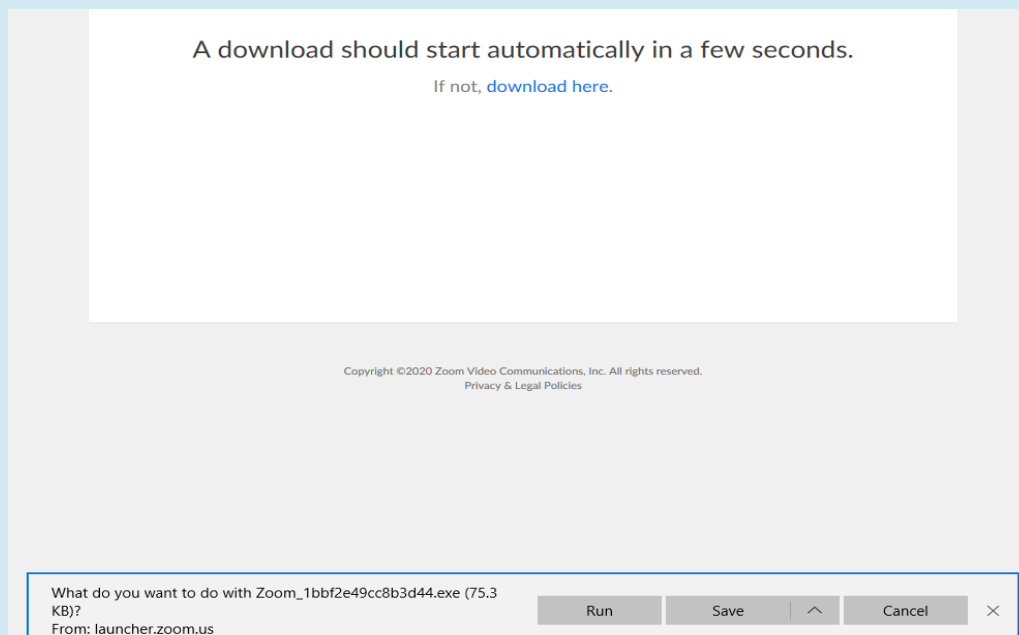 A download should start automatically in a few seconds.
If not, download here.
Copyright ©2020 Zoom Video Communications, Inc. All rights reserved.
Privacy & Legal Policies
What do you want to do with Zoom_1bbf2e49cc8b3d44.exe (75.3
KB)?
From: launcher.zoom.us
Run
Save
Cancel